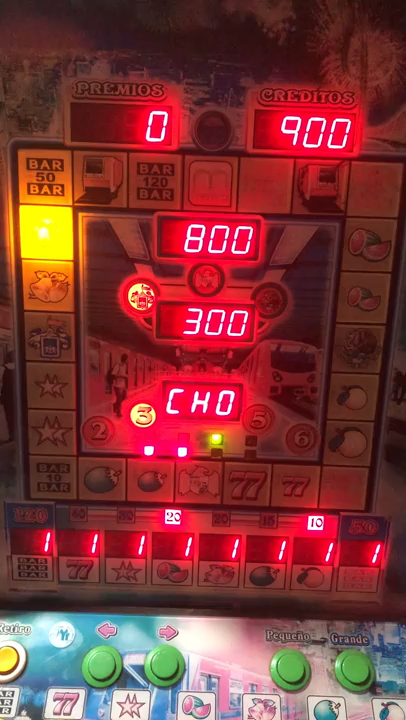 PREMIOS CREDITOS
0 900
BAR 50 BAR
BAR 120 BAR
800
300
CHO
2 3 5 6
BAR 10 BAR
77 77
20 10 50
1 1 1 1 1 1 1 1
BAR BAR 77
Retiro Pequeño Grande
BAR 77